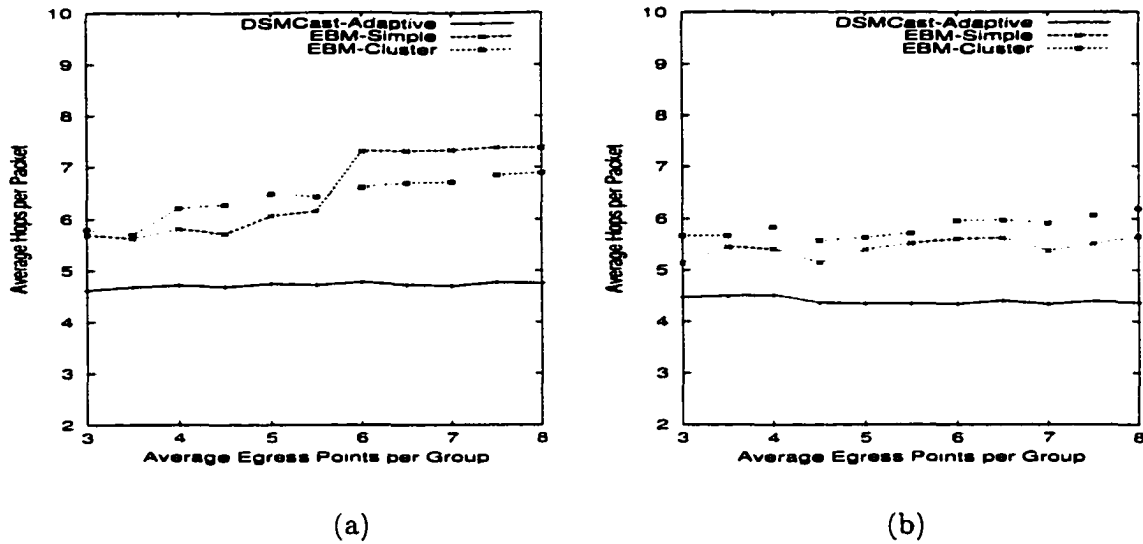 DSMCast-Adaptive
EBM-Simple
EBM-Cluster
10
9
8
7
6
5
4
3
2
Average Hops per Packet
3 4 5 6 7 8
Average Egress Points per Group
(a)
DSMCast-Adaptive
EBM-Simple
EBM-Cluster
10
9
8
7
6
5
4
3
2
Average Hops per Packet
3 4 5 6 7 8
Average Egress Points per Group
(b)